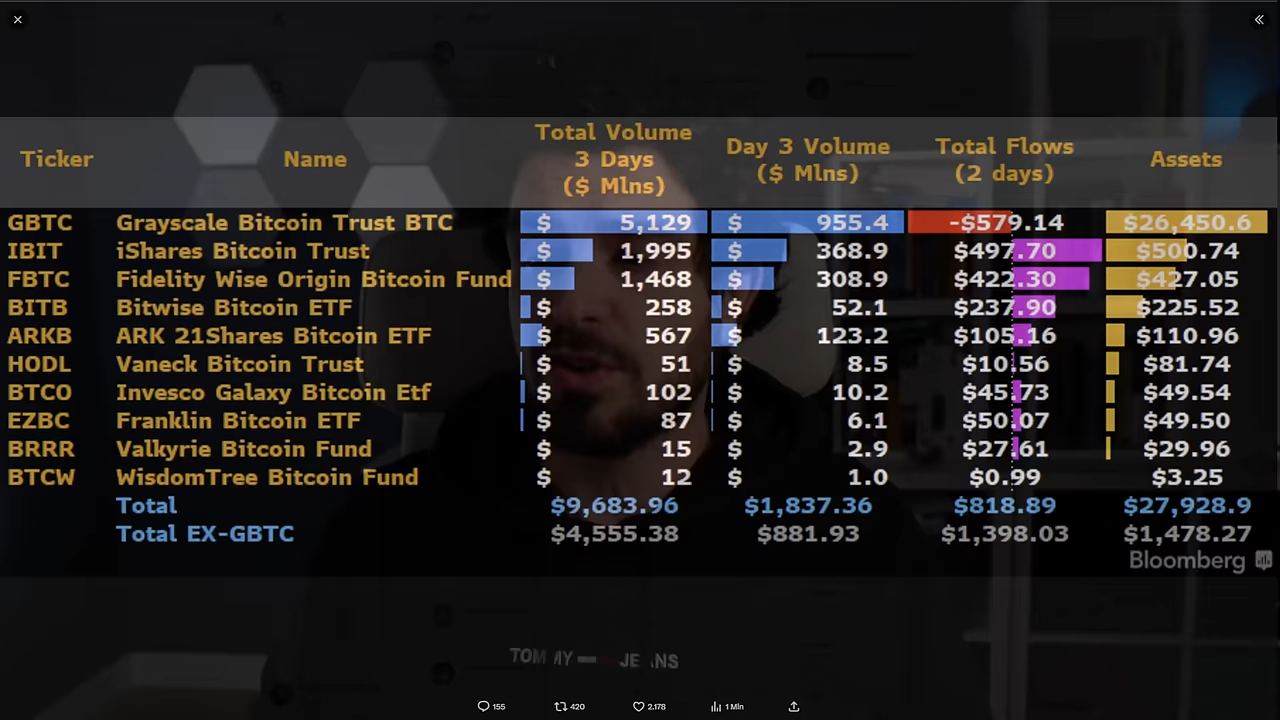 Total Volume
3 Days
($ Mlns)
Day 3 Volume
($ Mlns)
Total Flows
(2 days)
Ticker Name Assets
GBTC Grayscale Bitcoin Trust BTC $ 5,129 $ 955.4 -$579.14 $26,450.6
IBIT iShares Bitcoin Trust $ 1,995 $ 368.9 $497.70 $500.74
FBTC Fidelity Wise Origin Bitcoin Fund $ 1,468 $ 308.9 $422.30 $427.05
BITB Bitwise Bitcoin ETF $ 258 $ 52.1 $237.90 $225.52
ARKB ARK 21Shares Bitcoin ETF $ 567 $ 123.2 $105.16 $110.96
HODL Vaneck Bitcoin Trust $ 51 $ 8.5 $10.56 $81.74
BTCO Invesco Galaxy Bitcoin Etf $ 102 $ 10.2 $45.73 $49.54
EZBC Franklin Bitcoin ETF $ 87 $ 6.1 $50.07 $49.50
BRRR Valkyrie Bitcoin Fund $ 15 $ 2.9 $27.61 $29.96
BTCW WisdomTree Bitcoin Fund $ 12 $ 1.0 $0.99 $3.25
Total $9,683.96 $1,837.36 $818.89 $27,928.9
Total EX-GBTC $4,555.38 $881.93 $1,398.03 $1,478.27
Bloomberg
TOMMY JEANS
155 420 2.178 1 Mln